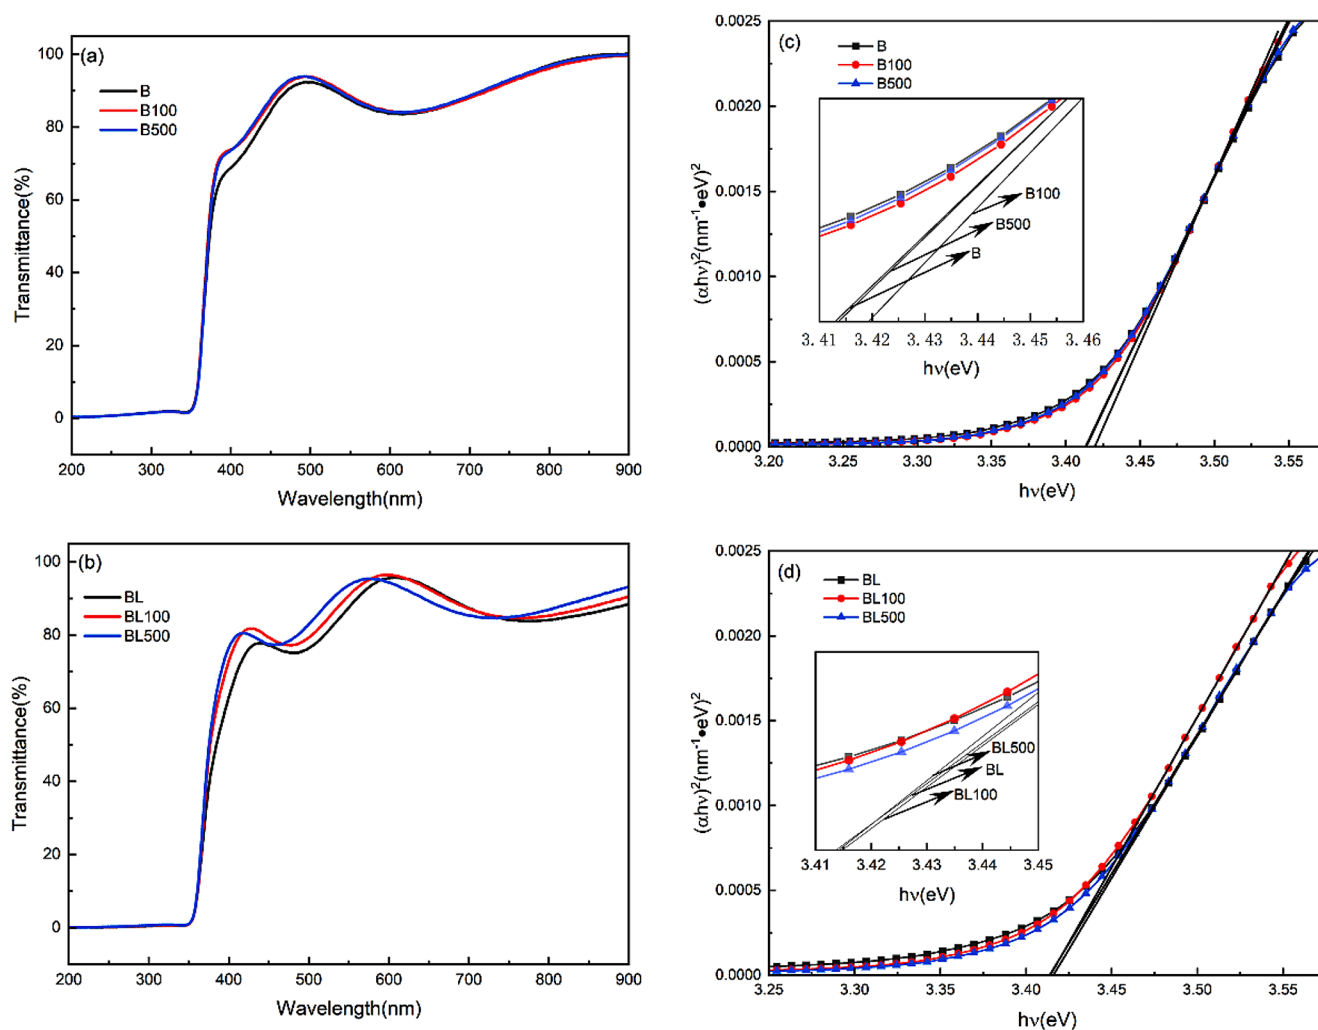 (a)
B
B100
B500
Transmittance(%)
100
80
60
40
20
0
200 300 400 500 600 700 800 900
Wavelength(nm)
(c)
B
B100
B500
(αhν)²(nm⁻¹•eV)²
0.0025
0.0020
0.0015
0.0010
0.0005
0.0000
B100
B500
B
3.41 3.42 3.43 3.44 3.45 3.46
hν(eV)
3.20 3.25 3.30 3.35 3.40 3.45 3.50 3.55
hν(eV)
(b)
BL
BL100
BL500
Transmittance(%)
100
80
60
40
20
0
200 300 400 500 600 700 800 900
Wavelength(nm)
(d)
BL
BL100
BL500
(αhν)²(nm⁻¹•eV)²
0.0025
0.0020
0.0015
0.0010
0.0005
0.0000
BL500
BL
BL100
3.41 3.42 3.43 3.44 3.45
hν(eV)
3.25 3.30 3.35 3.40 3.45 3.50 3.55
hν(eV)